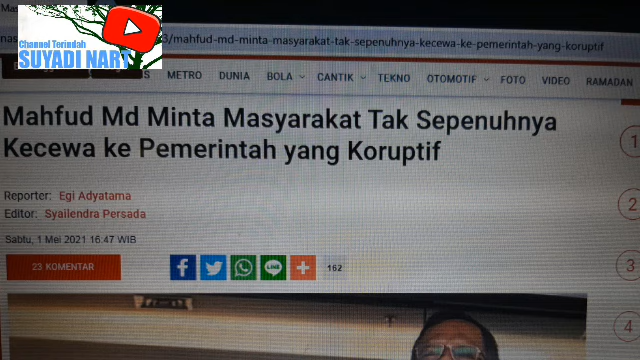 Channel Terindah
SUYADI NART
3/mahfud-md-minta-masyarakat-tak-sepenuhnya-kecewa-ke-pemerintah-yang-koruptif
METRO DUNIA BOLA CANTIK TEKNO OTOMOTIF FOTO VIDEO RAMADAN
Mahfud Md Minta Masyarakat Tak Sepenuhnya
Kecewa ke Pemerintah yang Koruptif
1
2
Reporter: Egi Adyatama
Editor: Syailendra Persada
Sabtu, 1 Mei 2021 16:47 WIB
23 KOMENTAR
LINE
162
3
4